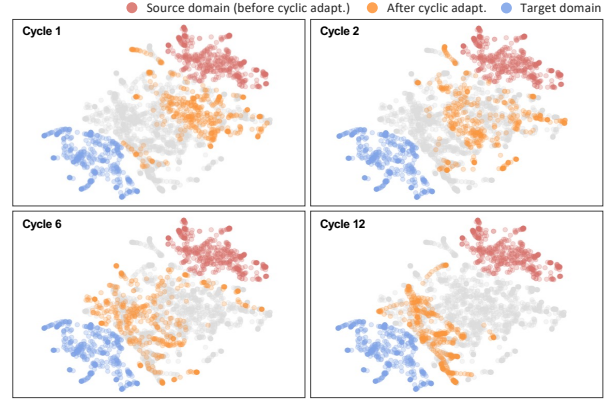 Source domain (before cyclic adapt.) After cyclic adapt. Target domain
Cycle 1
Cycle 2
Cycle 6
Cycle 12